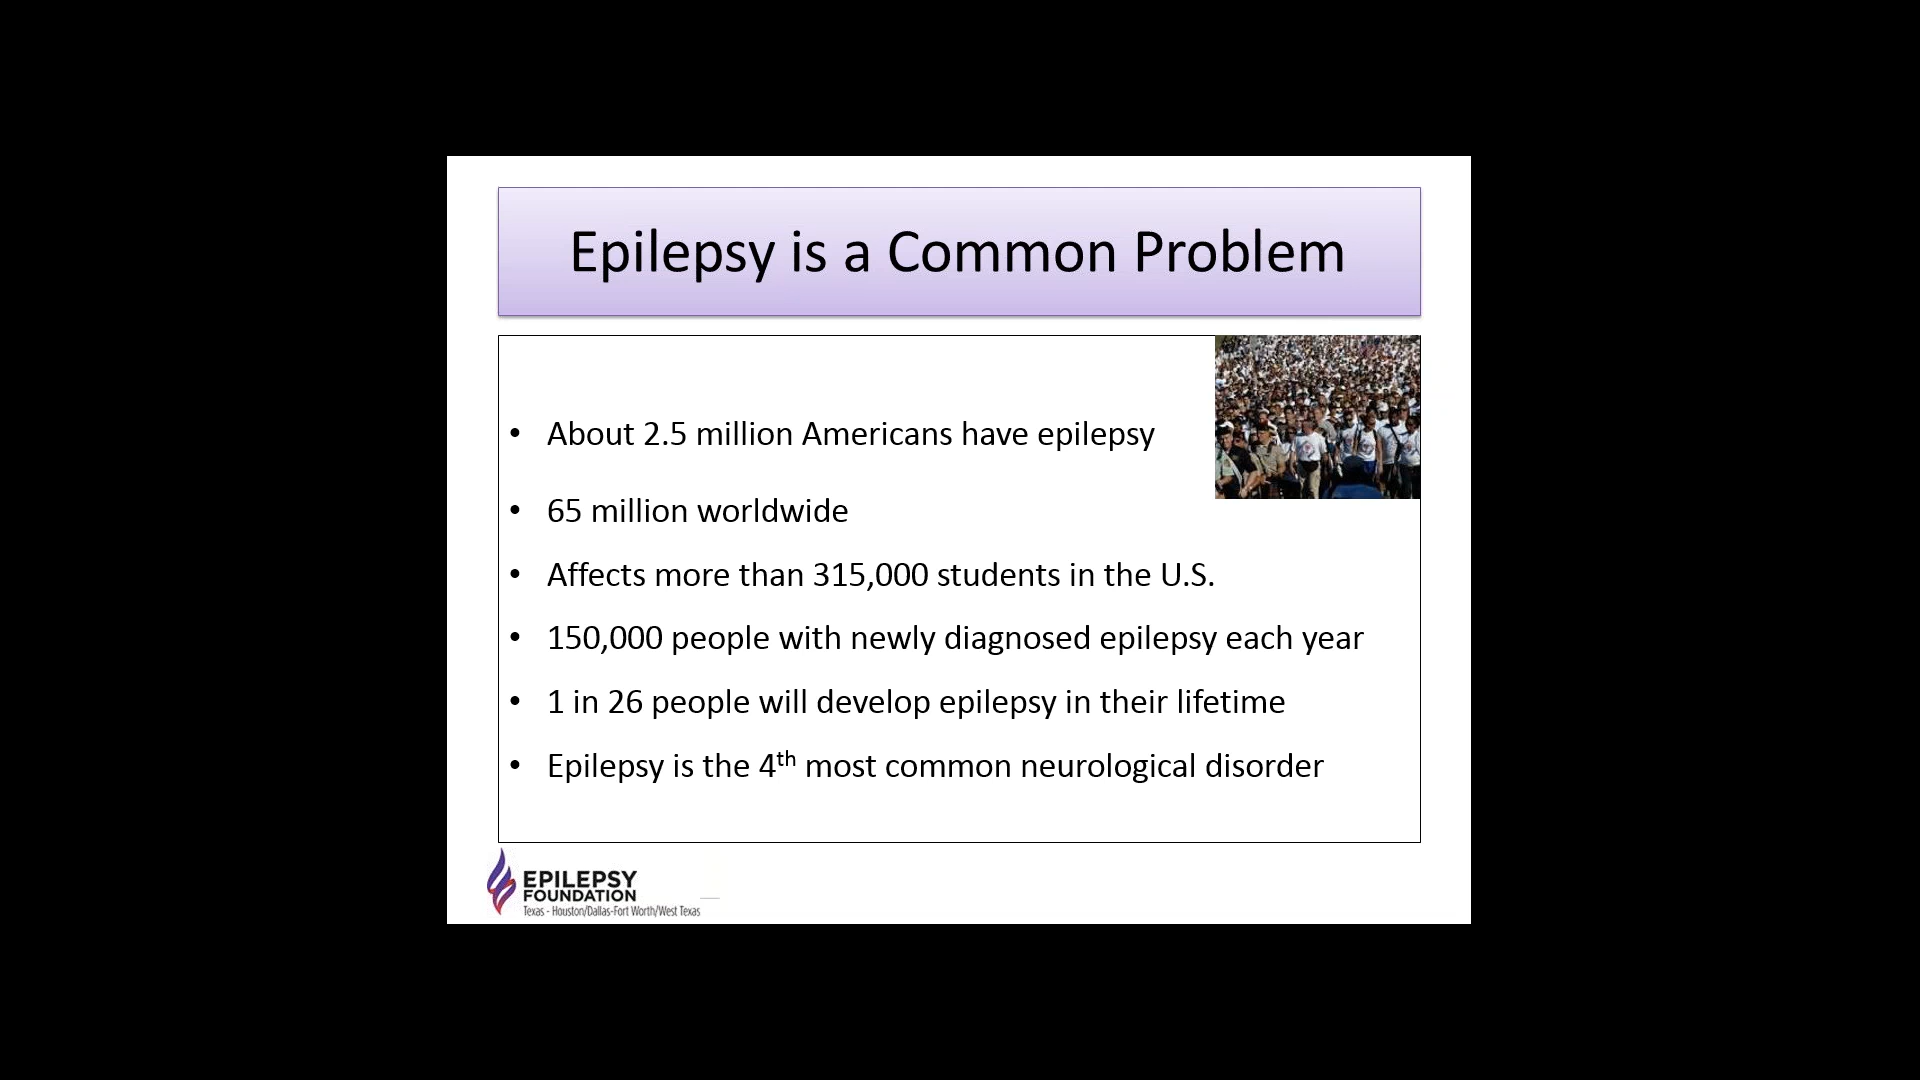 Epilepsy is a Common Problem
• About 2.5 million Americans have epilepsy
• 65 million worldwide
• Affects more than 315,000 students in the U.S.
• 150,000 people with newly diagnosed epilepsy each year
• 1 in 26 people will develop epilepsy in their lifetime
• Epilepsy is the 4th most common neurological disorder
EPILEPSY
FOUNDATION
Texas - Houston/Dallas-Fort Worth/West Texas